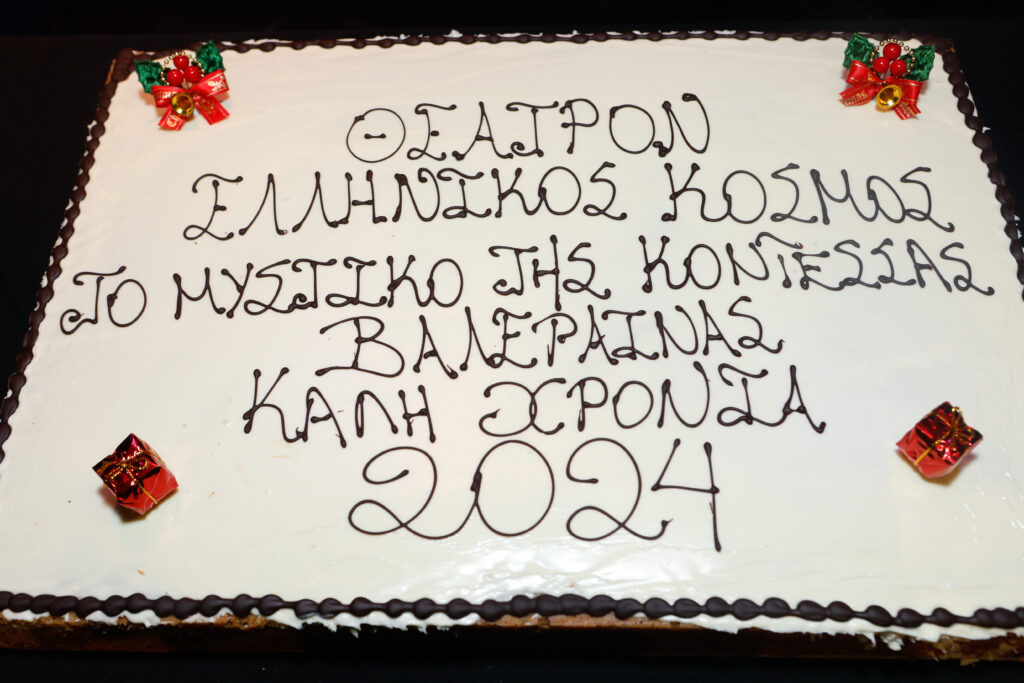 ΘΕΑΤΡΟΝ
ΕΛΛΗΝΙΚΟΣ ΚΟΣΜΟΣ
ΤΟ ΜΥΣΤΙΚΟ ΤΗΣ ΚΟΝΤΕΣΣΑΣ
ΒΑΛΕΡΑΙΝΑΣ
ΚΑΛΗ ΧΡΟΝΙΑ
2024